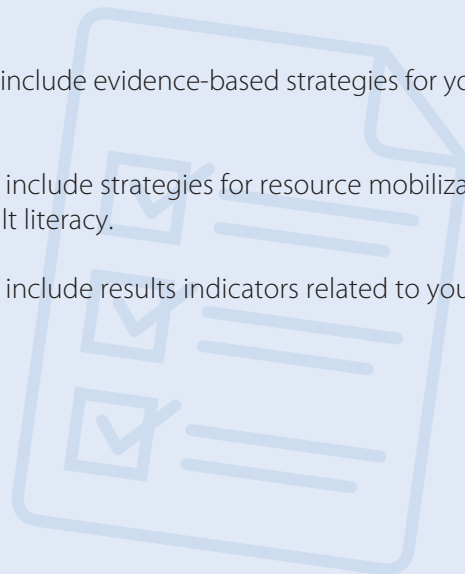 include evidence-based strategies for yo
include strategies for resource mobiliza
lt literacy.
include results indicators related to you